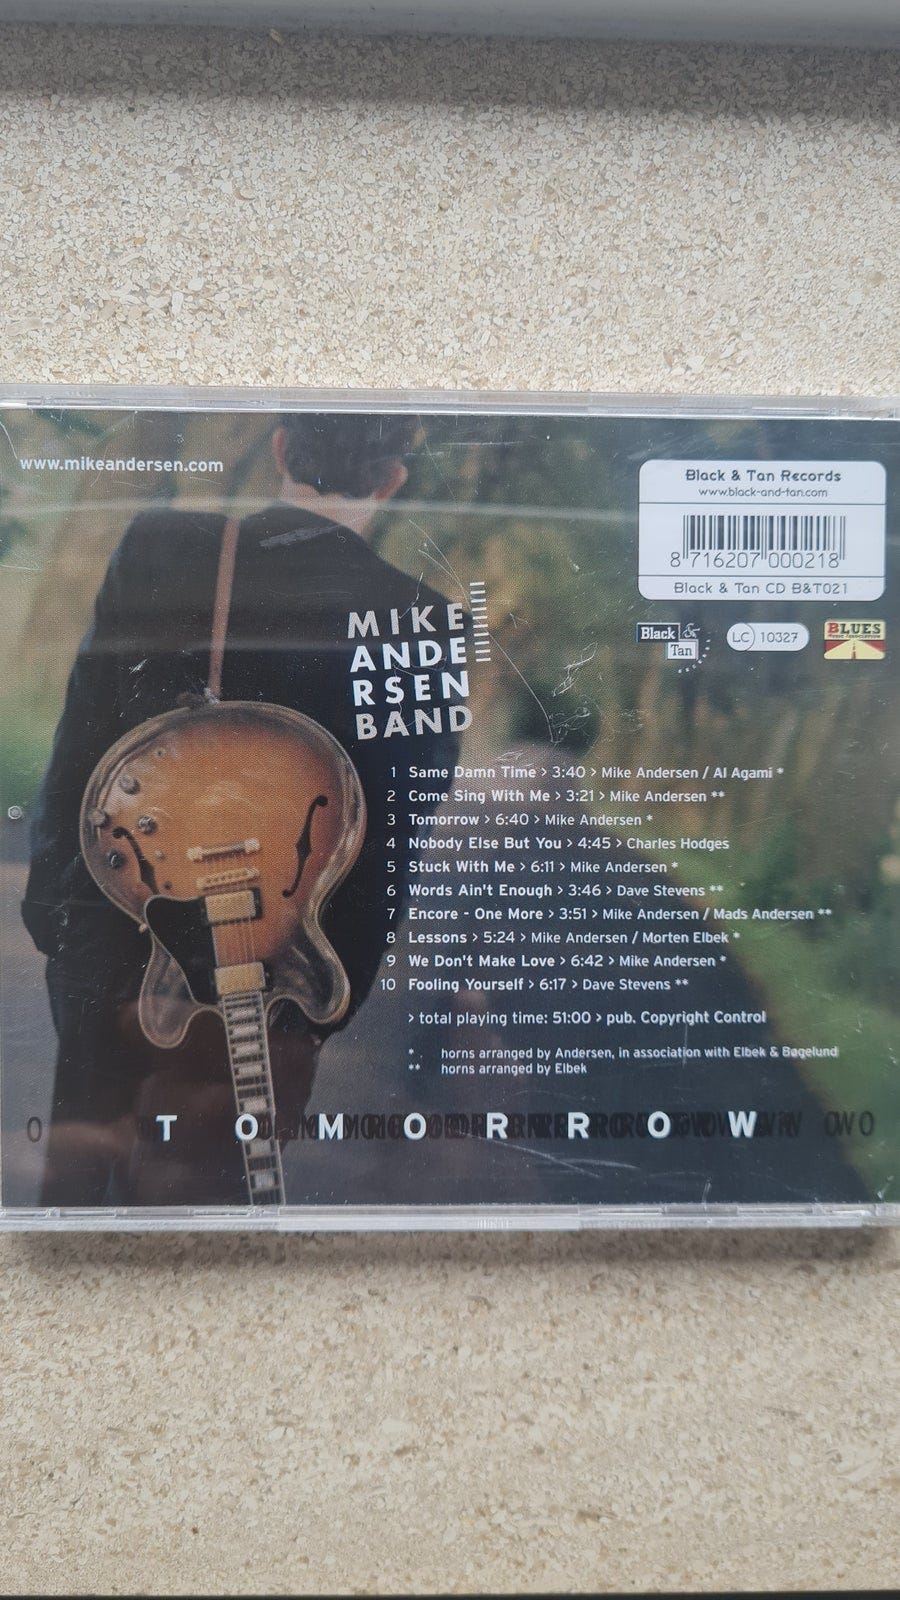 www.mikeandersen.com
Black & Tan Records
www.black-and-tan.com
8 716207 000218
Black & Tan CD B&T021
Black & Tan
LC 10327
BLUES
MUSIC ASSOCIATION
MIKE
ANDE
RSEN
BAND
1 Same Damn Time > 3:40 > Mike Andersen / Al Agami *
2 Come Sing With Me > 3:21 > Mike Andersen **
3 Tomorrow > 6:40 > Mike Andersen *
4 Nobody Else But You > 4:45 > Charles Hodges
5 Stuck With Me > 6:11 > Mike Andersen *
6 Words Ain't Enough > 3:46 > Dave Stevens **
7 Encore - One More > 3:51 > Mike Andersen / Mads Andersen **
8 Lessons > 5:24 > Mike Andersen / Morten Elbek *
9 We Don't Make Love > 6:42 > Mike Andersen *
10 Fooling Yourself > 6:17 > Dave Stevens **
> total playing time: 51:00 > pub. Copyright Control
* horns arranged by Andersen, in association with Elbek & Bøgelund
** horns arranged by Elbek
TOMORROW